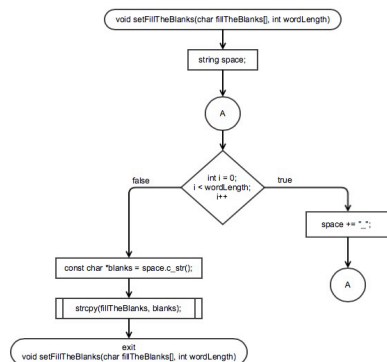 void setFillTheBlanks(char fillTheBlanks[], int wordLength)
string space;
A
int i = 0;
i < wordLength;
i++
false
true
space += "_";
A
const char *blanks = space.c_str();
strcpy(fillTheBlanks, blanks);
exit
void setFillTheBlanks(char fillTheBlanks[], int wordLength)